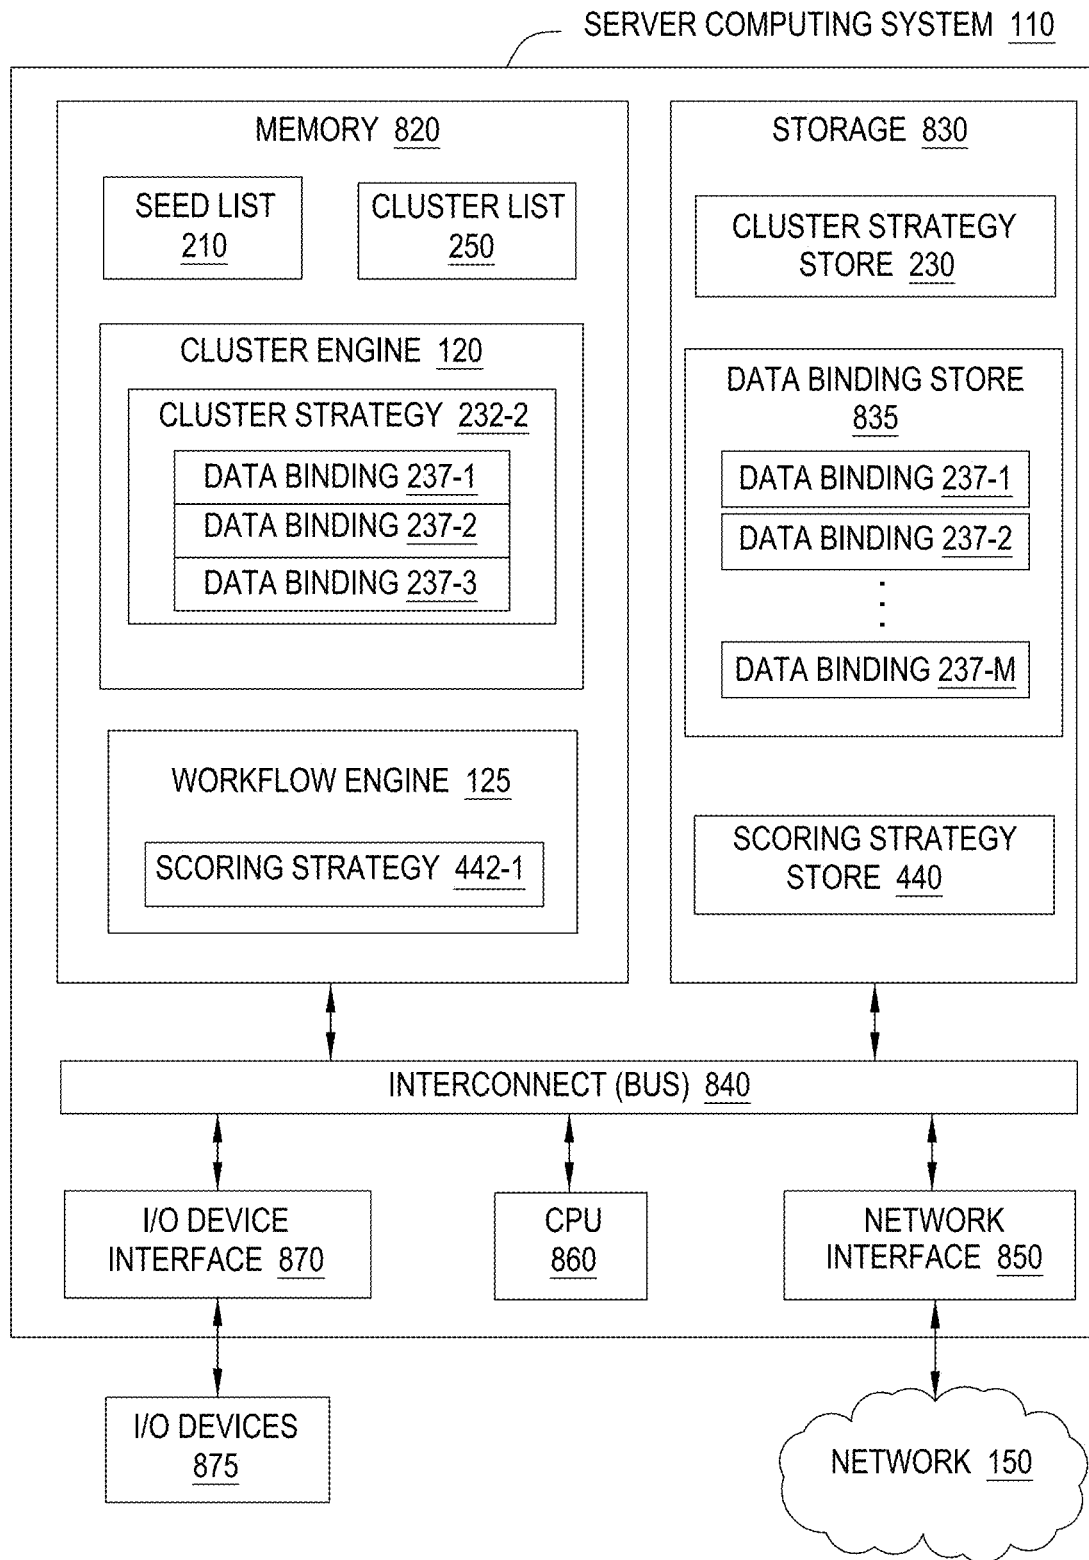 SERVER COMPUTING SYSTEM 110
MEMORY 820
SEED LIST
210
CLUSTER LIST
250
CLUSTER ENGINE 120
CLUSTER STRATEGY 232-2
DATA BINDING 237-1
DATA BINDING 237-2
DATA BINDING 237-3
WORKFLOW ENGINE 125
SCORING STRATEGY 442-1
STORAGE 830
CLUSTER STRATEGY
STORE 230
DATA BINDING STORE
835
DATA BINDING 237-1
DATA BINDING 237-2
DATA BINDING 237-M
SCORING STRATEGY
STORE 440
INTERCONNECT (BUS) 840
I/O DEVICE
INTERFACE 870
CPU
860
NETWORK
INTERFACE 850
I/O DEVICES
875
NETWORK 150